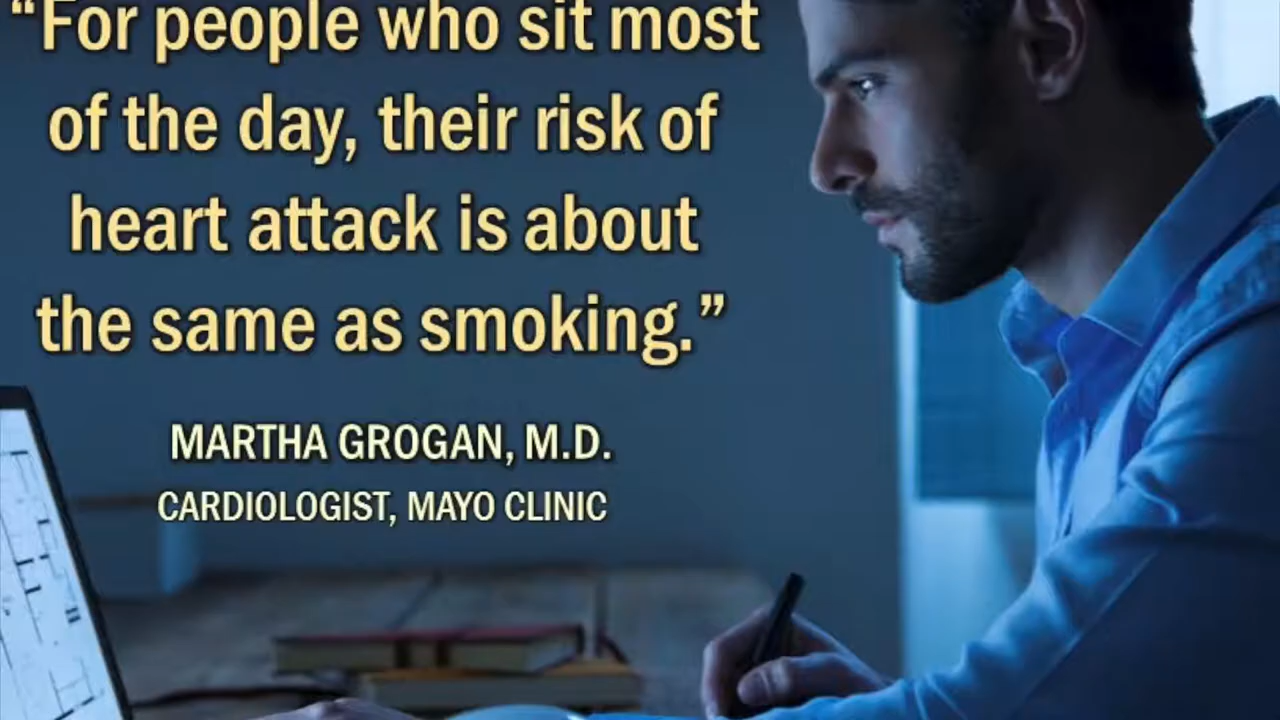 “For people who sit most
of the day, their risk of
heart attack is about
the same as smoking.”
MARTHA GROGAN, M.D.
CARDIOLOGIST, MAYO CLINIC